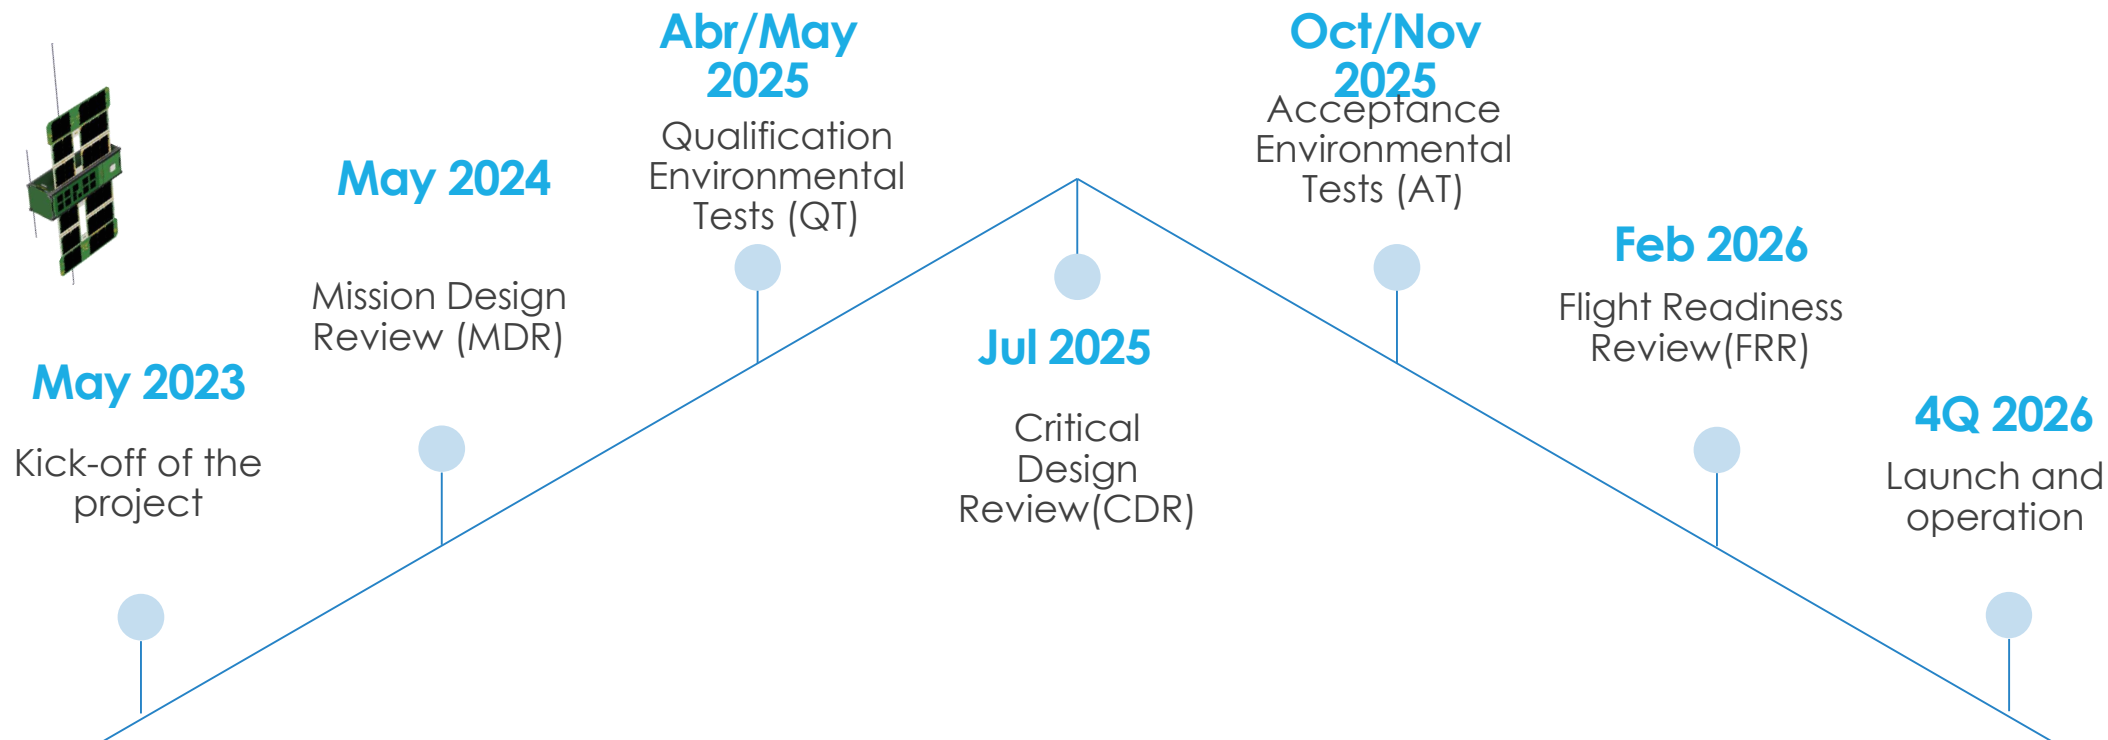 May 2023
Kick-off of the
project
May 2024
Mission Design
Review (MDR)
Abr/May
2025
Qualification
Environmental
Tests (QT)
Jul 2025
Critical
Design
Review(CDR)
Oct/Nov
2025
Acceptance
Environmental
Tests (AT)
Feb 2026
Flight Readiness
Review(FRR)
4Q 2026
Launch and
operation